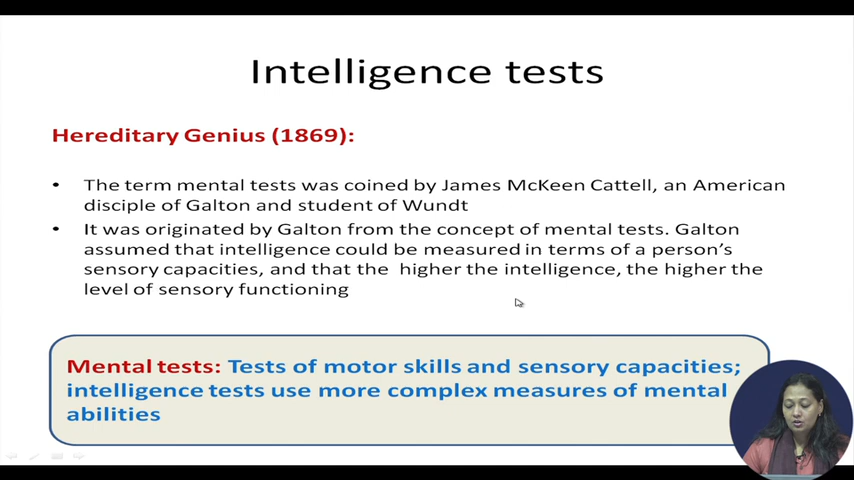 Intelligence tests
Hereditary Genius (1869):
• The term mental tests was coined by James McKeen Cattell, an American
disciple of Galton and student of Wundt
• It was originated by Galton from the concept of mental tests. Galton
assumed that intelligence could be measured in terms of a person's
sensory capacities, and that the higher the intelligence, the higher the
level of sensory functioning
Mental tests: Tests of motor skills and sensory capacities;
intelligence tests use more complex measures of mental
abilities